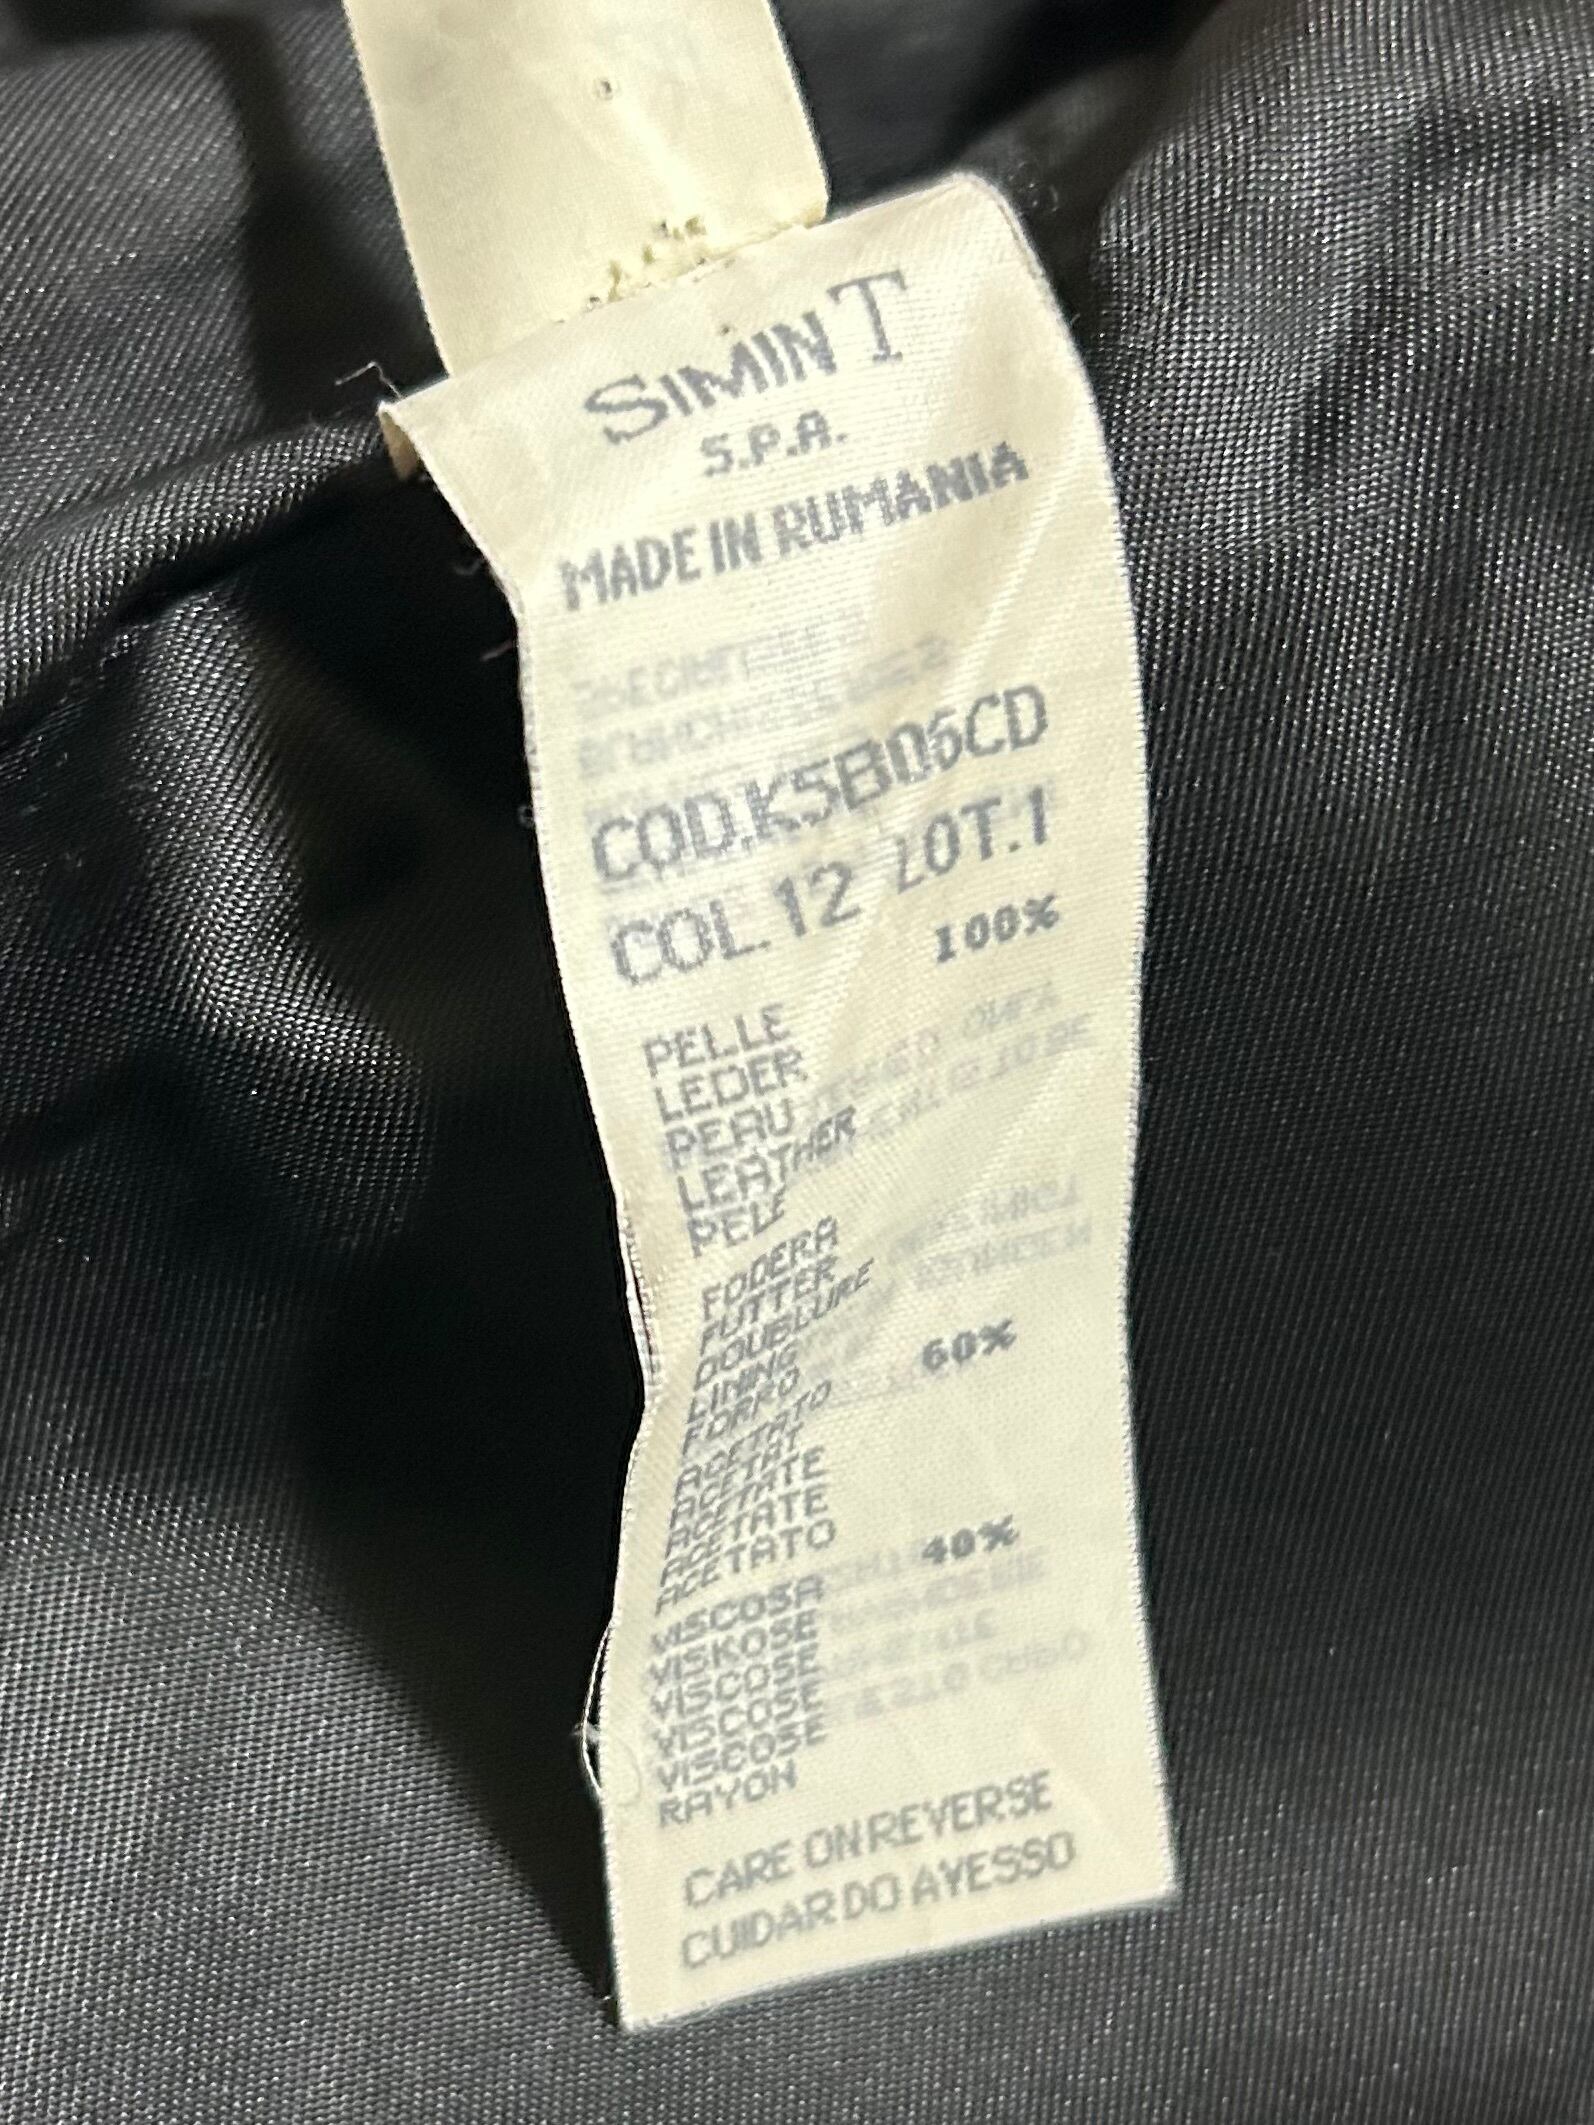 SIMINT
S.P.A.
MADE IN RUMANIA
COD.K5B06CD
COL.12 LOT.1
100%
PELLE
LEDER
PEAU
LEATHER
PELE
FODERA
FUTTER
DOUBLURE
LINING
FORRO
60%
ACETATO
ACETAT
ACETATE
ACETATE
ACETATO
40%
VISCOSA
VISKOSE
VISCOSE
VISCOSE
VISCOSE
RAYON
CARE ON REVERSE
CUIDAR DO AVESSO